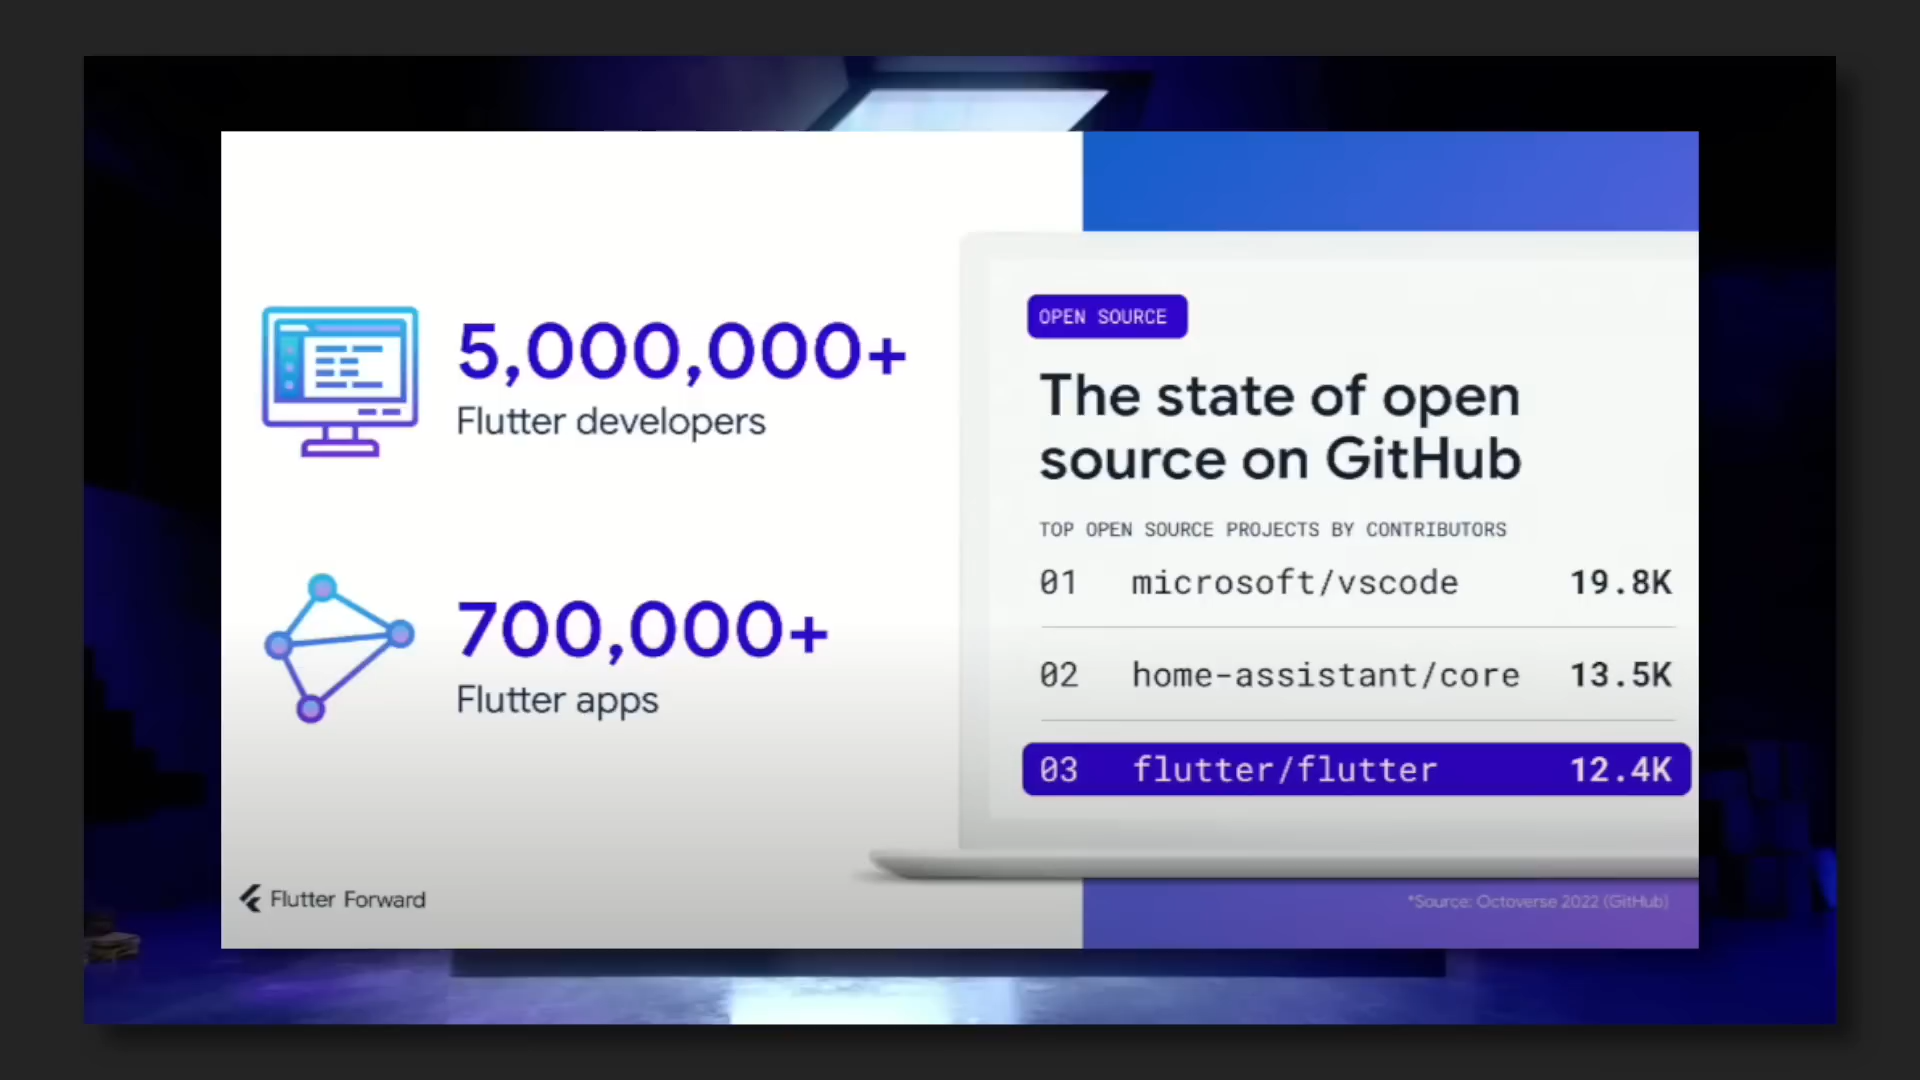 5,000,000+
Flutter developers
700,000+
Flutter apps
Flutter Forward
OPEN SOURCE
The state of open
source on GitHub
TOP OPEN SOURCE PROJECTS BY CONTRIBUTORS
01 microsoft/vscode 19.8K
02 home-assistant/core 13.5K
03 flutter/flutter 12.4K
*Source: Octoverse 2022 (GitHub)